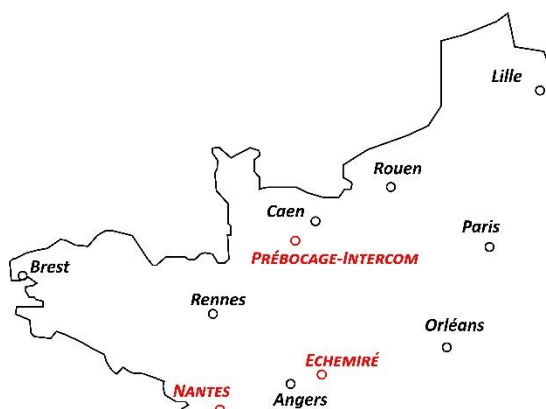 Lille
Rouen
Caen
Paris
PRÉBOCAGE-INTERCOM
Brest
Rennes
Orléans
ECHEMIRÉ
NANTES
Angers